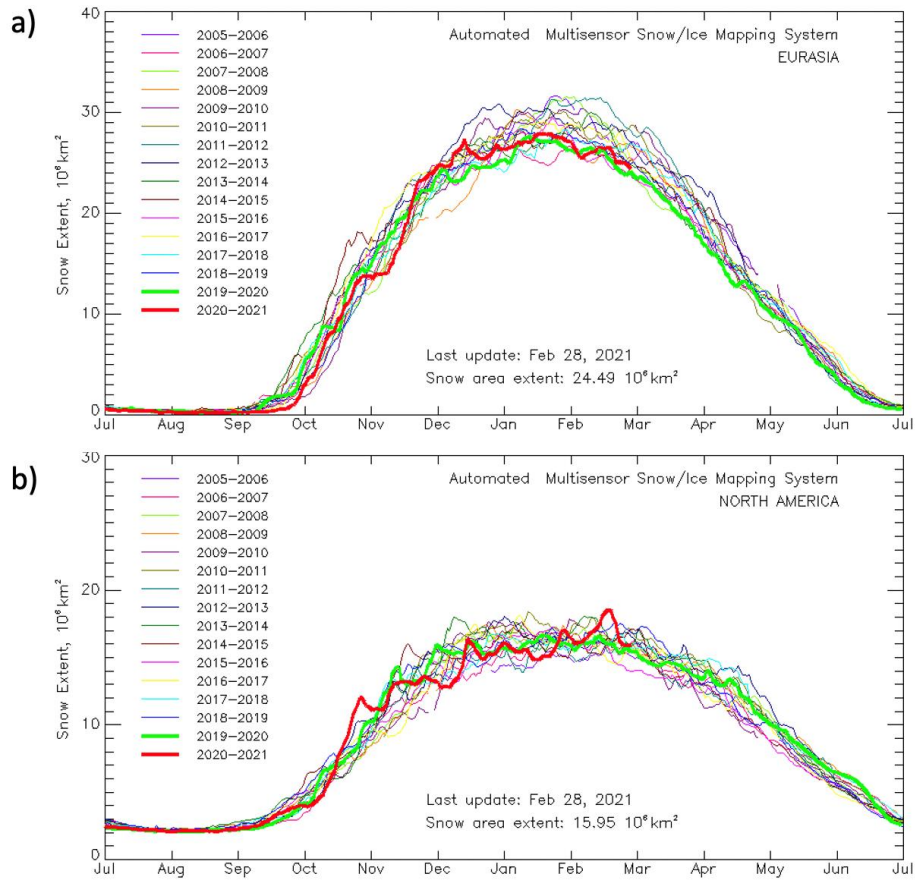 a)
40
30
20
10
0
Snow Extent, 10⁶km²
2005–2006
2006–2007
2007–2008
2008–2009
2009–2010
2010–2011
2011–2012
2012–2013
2013–2014
2014–2015
2015–2016
2016–2017
2017–2018
2018–2019
2019–2020
2020–2021
Automated Multisensor Snow/Ice Mapping System
EURASIA
Last update: Feb 28, 2021
Snow area extent: 24.49 10⁶km²
Jul Aug Sep Oct Nov Dec Jan Feb Mar Apr May Jun Jul
b)
30
20
10
0
Snow Extent, 10⁶km²
2005–2006
2006–2007
2007–2008
2008–2009
2009–2010
2010–2011
2011–2012
2012–2013
2013–2014
2014–2015
2015–2016
2016–2017
2017–2018
2018–2019
2019–2020
2020–2021
Automated Multisensor Snow/Ice Mapping System
NORTH AMERICA
Last update: Feb 28, 2021
Snow area extent: 15.95 10⁶km²
Jul Aug Sep Oct Nov Dec Jan Feb Mar Apr May Jun Jul